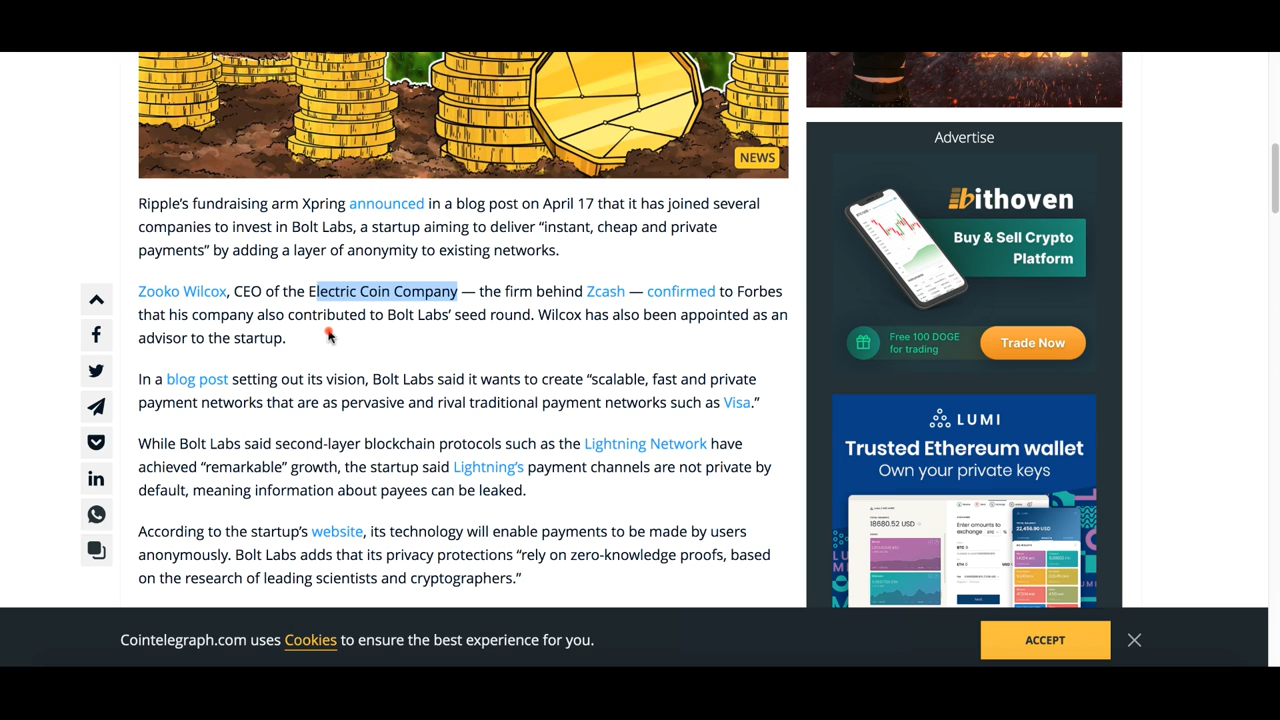 NEWS
Ripple’s fundraising arm Xpring announced in a blog post on April 17 that it has joined several
companies to invest in Bolt Labs, a startup aiming to deliver “instant, cheap and private
payments” by adding a layer of anonymity to existing networks.
Zooko Wilcox, CEO of the Electric Coin Company — the firm behind Zcash — confirmed to Forbes
that his company also contributed to Bolt Labs’ seed round. Wilcox has also been appointed as an
advisor to the startup.
In a blog post setting out its vision, Bolt Labs said it wants to create “scalable, fast and private
payment networks that are as pervasive and rival traditional payment networks such as Visa.”
While Bolt Labs said second-layer blockchain protocols such as the Lightning Network have
achieved “remarkable” growth, the startup said Lightning’s payment channels are not private by
default, meaning information about payees can be leaked.
According to the startup’s website, its technology will enable payments to be made by users
anonymously. Bolt Labs adds that its privacy protections “rely on zero-knowledge proofs, based
on the research of leading scientists and cryptographers.”
Advertise
bithoven
Buy & Sell Crypto
Platform
Free 100 DOGE
for trading
Trade Now
LUMI
Trusted Ethereum wallet
Own your private keys
18680.52 USD
Enter amounts to
exchange
22,456.90 USD
Cointelegraph.com uses Cookies to ensure the best experience for you.
ACCEPT